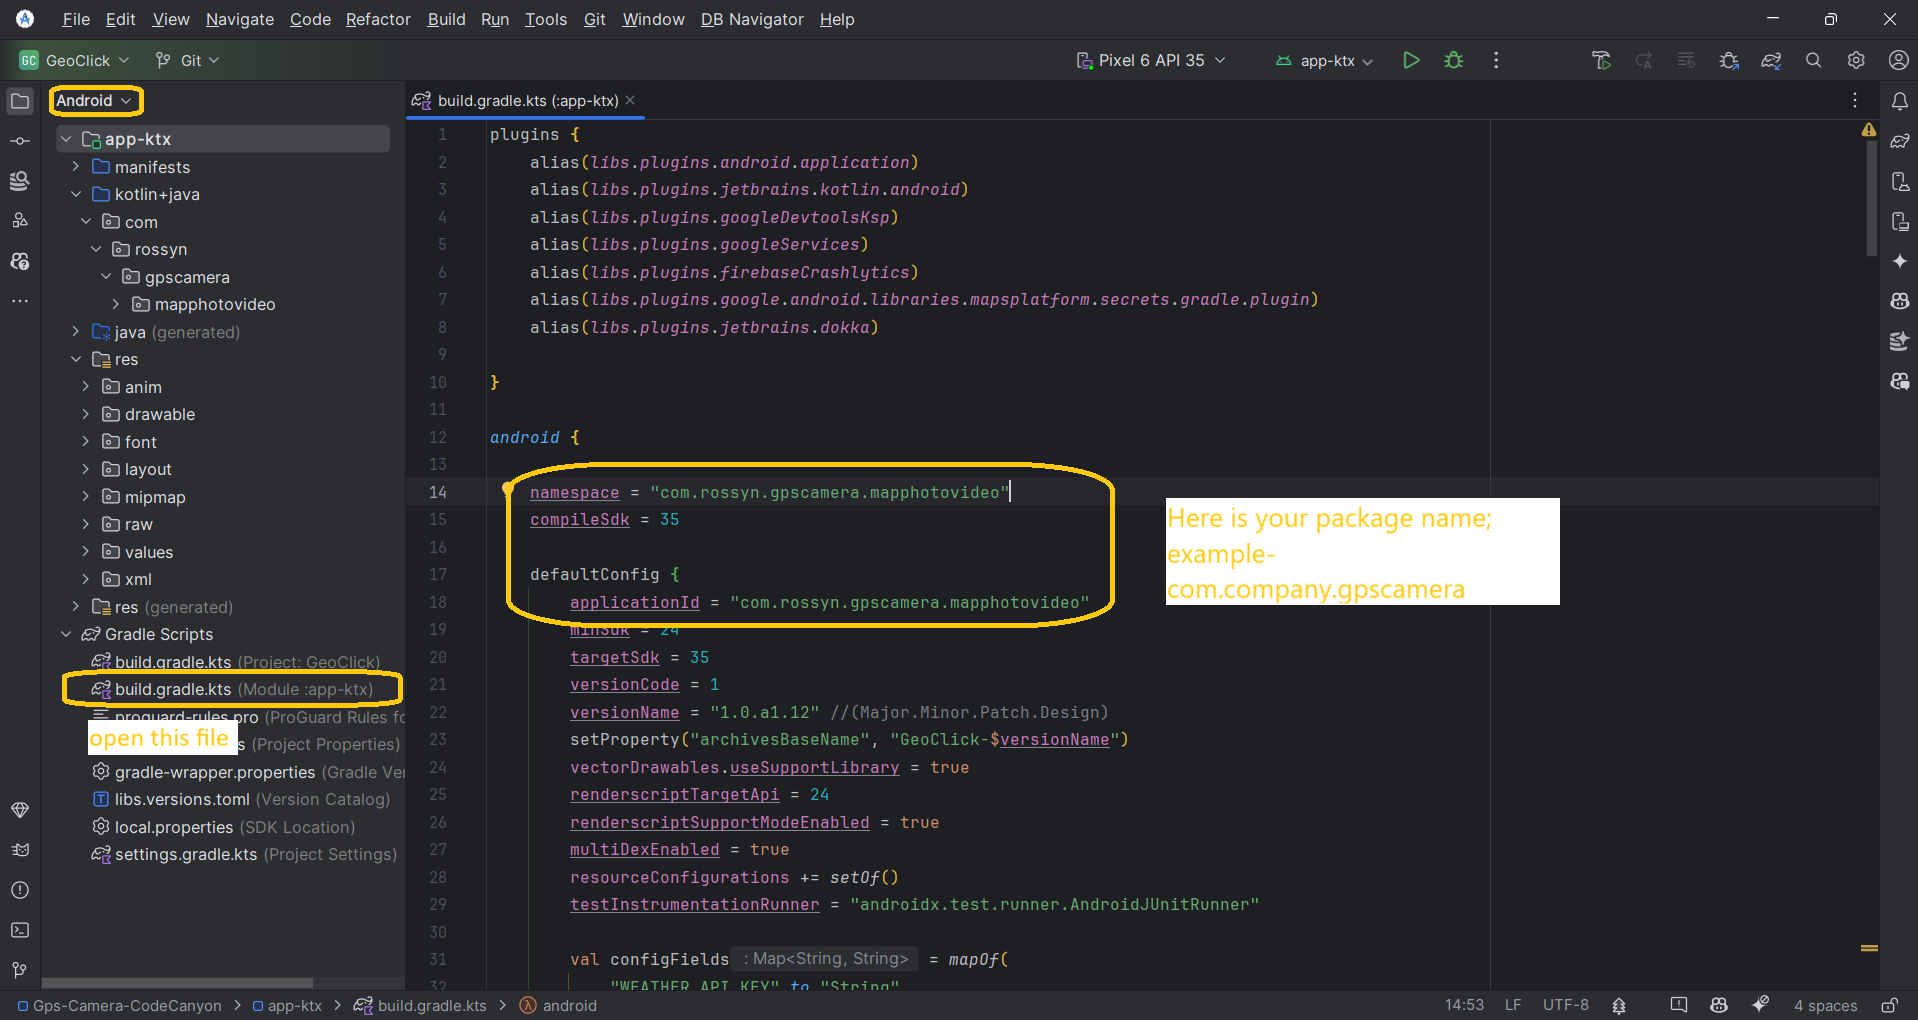 File Edit View Navigate Code Refactor Build Run Tools Git Window DB Navigator Help
GC GeoClick Git Pixel 6 API 35 app-ktx
Android
build.gradle.kts (:app-ktx)
app-ktx
manifests
kotlin+java
com
rossyn
gpscamera
mapphotovideo
java (generated)
res
anim
drawable
font
layout
mipmap
raw
values
xml
res (generated)
Gradle Scripts
build.gradle.kts (Project: GeoClick)
build.gradle.kts (Module :app-ktx)
proguard-rules.pro (ProGuard Rules fo
open this file
s (Project Properties)
gradle-wrapper.properties (Gradle Ver
libs.versions.toml (Version Catalog)
local.properties (SDK Location)
settings.gradle.kts (Project Settings)
1 plugins {
2 alias(libs.plugins.android.application)
3 alias(libs.plugins.jetbrains.kotlin.android)
4 alias(libs.plugins.googleDevtoolsKsp)
5 alias(libs.plugins.googleServices)
6 alias(libs.plugins.firebaseCrashlytics)
7 alias(libs.plugins.google.android.libraries.mapsplatform.secrets.gradle.plugin)
8 alias(libs.plugins.jetbrains.dokka)
9
10 }
11
12 android {
13
14 namespace = "com.rossyn.gpscamera.mapphotovideo"
15 compileSdk = 35
16
17 defaultConfig {
18 applicationId = "com.rossyn.gpscamera.mapphotovideo"
19 minSdk = 24
20 targetSdk = 35
21 versionCode = 1
22 versionName = "1.0.a1.12" //(Major.Minor.Patch.Design)
23 setProperty("archivesBaseName", "GeoClick-$versionName")
24 vectorDrawables.useSupportLibrary = true
25 renderscriptTargetApi = 24
26 renderscriptSupportModeEnabled = true
27 multiDexEnabled = true
28 resourceConfigurations += setOf()
29 testInstrumentationRunner = "androidx.test.runner.AndroidJUnitRunner"
30
31 val configFields : Map<String, String> = mapOf(
32 "WEATHER_API_KEY" to "String"
Here is your package name;
example-
com.company.gpscamera
Gps-Camera-CodeCanyon > app-ktx > build.gradle.kts > android
14:53 LF UTF-8 4 spaces